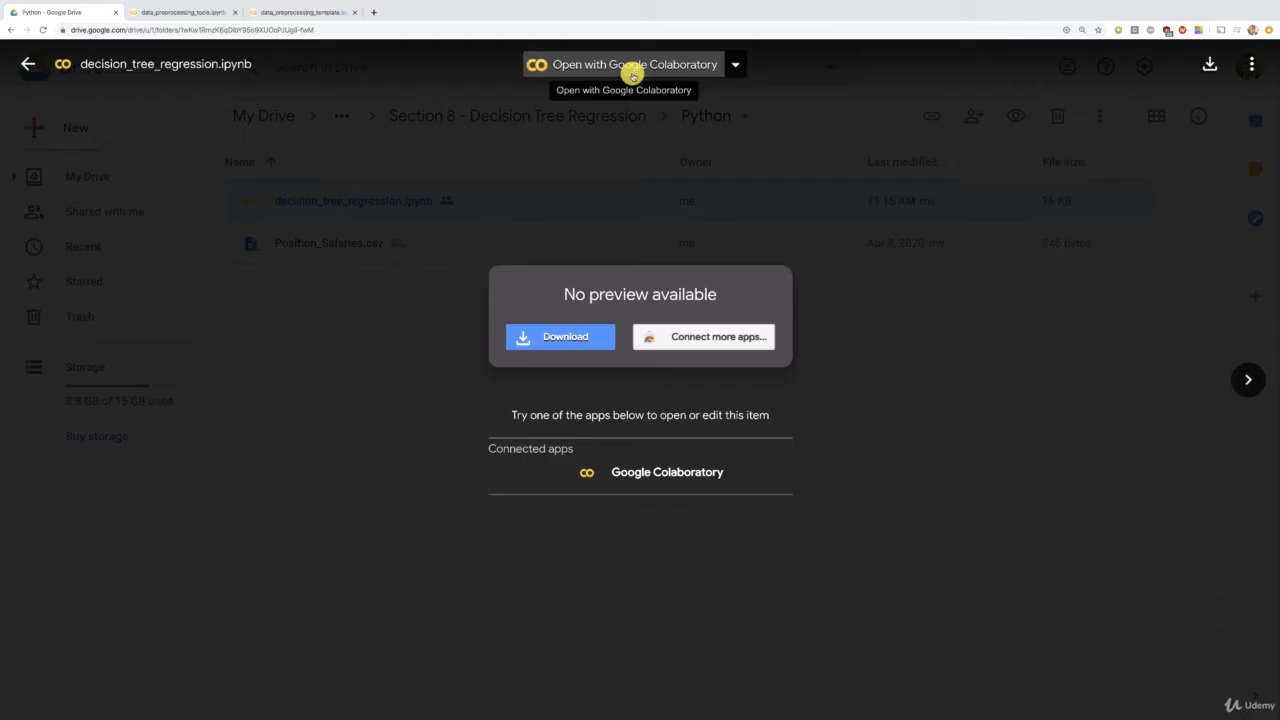 Python - Google Drive
data_preprocessing_tools.ipynb
data_preprocessing_template.i
drive.google.com/drive/u/1/folders/
decision_tree_regression.ipynb
Open with Google Colaboratory
Open with Google Colaboratory
Search in Drive
New
My Drive
Section 8 - Decision Tree Regression
Python
Name
Owner
Last modified
File size
My Drive
decision_tree_regression.ipynb
me
11:15 AM me
16 KB
Shared with me
Recent
Position_Salaries.csv
me
Apr 8, 2020 me
246 bytes
Starred
Trash
No preview available
Download
Connect more apps...
Storage
8.8 GB of 15 GB used
Buy storage
Try one of the apps below to open or edit this item
Connected apps
Google Colaboratory
Udemy